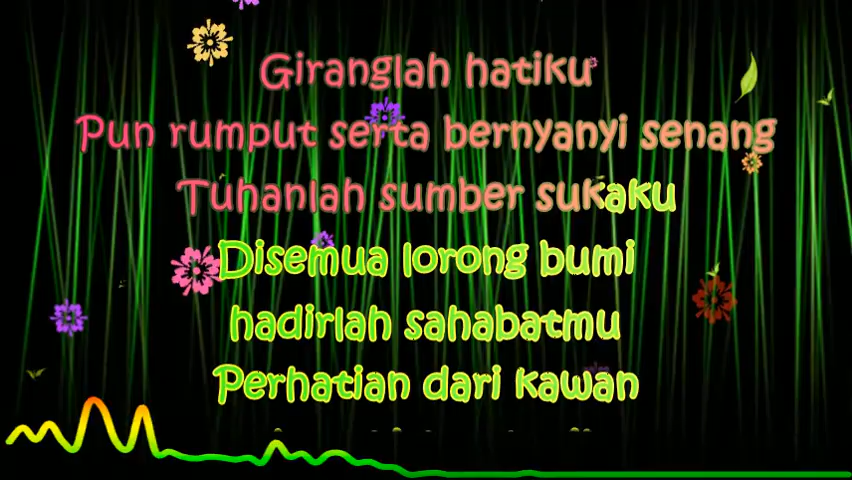 Giranglah hatiku
Pun rumput serta bernyanyi senang
Tuhanlah sumber sukaku
Disemua lorong bumi
hadirlah sahabatmu
Perhatian dari kawan